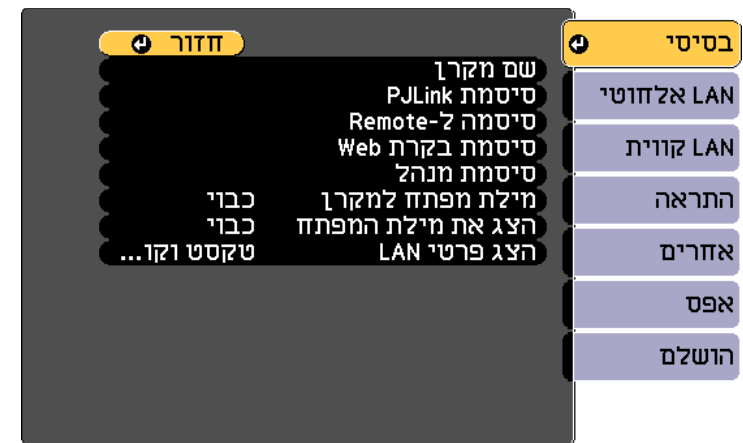 בסיסי
LAN אלחוטי
LAN קווית
התראה
אחרים
אפס
הושלם
חזור
שם מקרן
סיסמת PJLink
סיסמה ל-Remote
סיסמת בקרת Web
סיסמת מנהל
מילת מפתח למקרן כבוי
הצג את מילת המפתח כבוי
הצג פרטי LAN טקסט וקו...